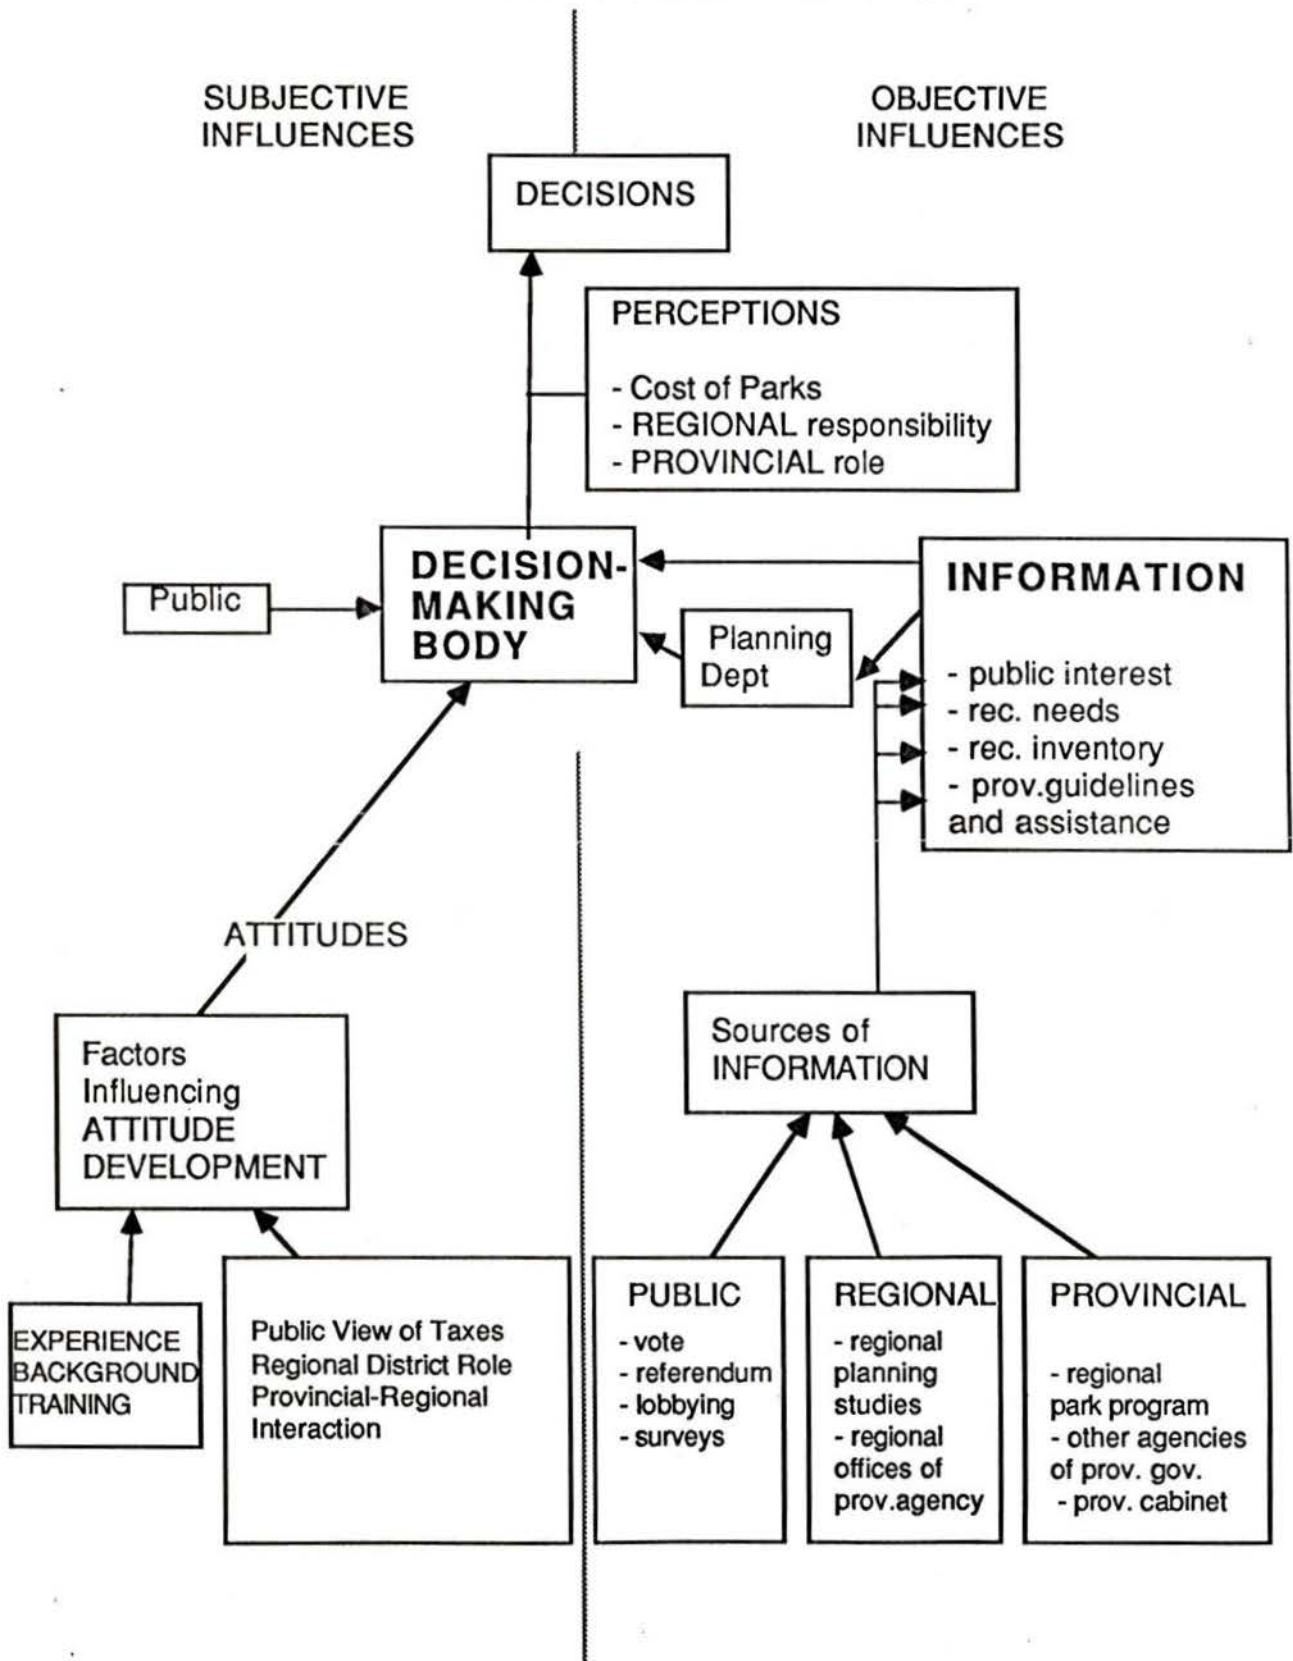 SUBJECTIVE
INFLUENCES
OBJECTIVE
INFLUENCES
DECISIONS
PERCEPTIONS
- Cost of Parks
- REGIONAL responsibility
- PROVINCIAL role
Public
DECISION-
MAKING
BODY
Planning
Dept
INFORMATION
- public interest
- rec. needs
- rec. inventory
- prov.guidelines
and assistance
ATTITUDES
Factors
Influencing
ATTITUDE
DEVELOPMENT
Sources of
INFORMATION
EXPERIENCE
BACKGROUND
TRAINING
Public View of Taxes
Regional District Role
Provincial-Regional
Interaction
PUBLIC
- vote
- referendum
- lobbying
- surveys
REGIONAL
- regional
planning
studies
- regional
offices of
prov.agency
PROVINCIAL
- regional
park program
- other agencies
of prov. gov.
- prov. cabinet